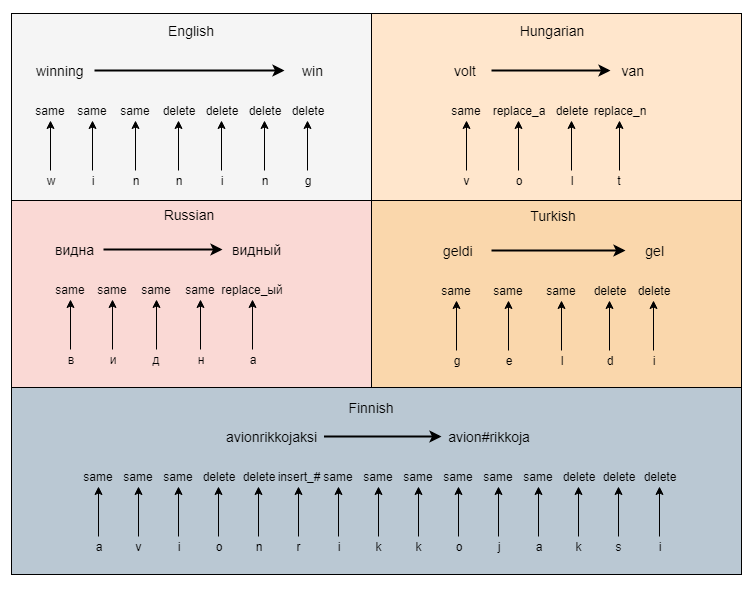 English
winning win
same same same delete delete delete delete
w i n n i n g
Hungarian
volt van
same replace_a delete replace_n
v o l t
Russian
видна видный
same same same same replace_ый
в и д н а
Turkish
geldi gel
same same same delete delete
g e l d i
Finnish
avionrikkojaksi avion#rikkoja
same same same delete delete insert_# same same same same same same delete delete delete
a v i o n r i k k o j a k s i